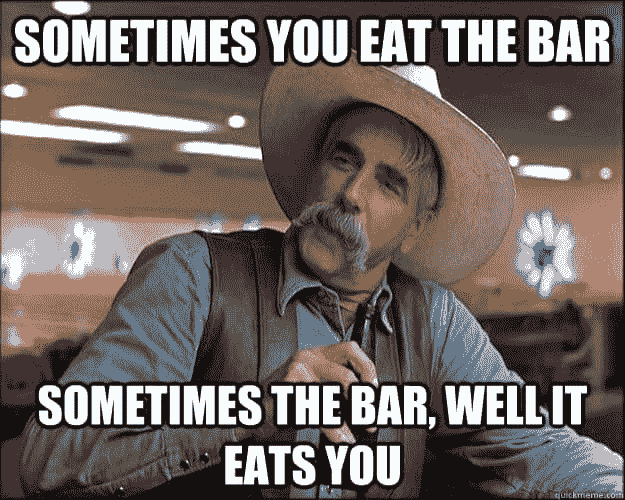 SOMETIMES YOU EAT THE BAR
SOMETIMES THE BAR, WELL IT
EATS YOU
quickmeme.com